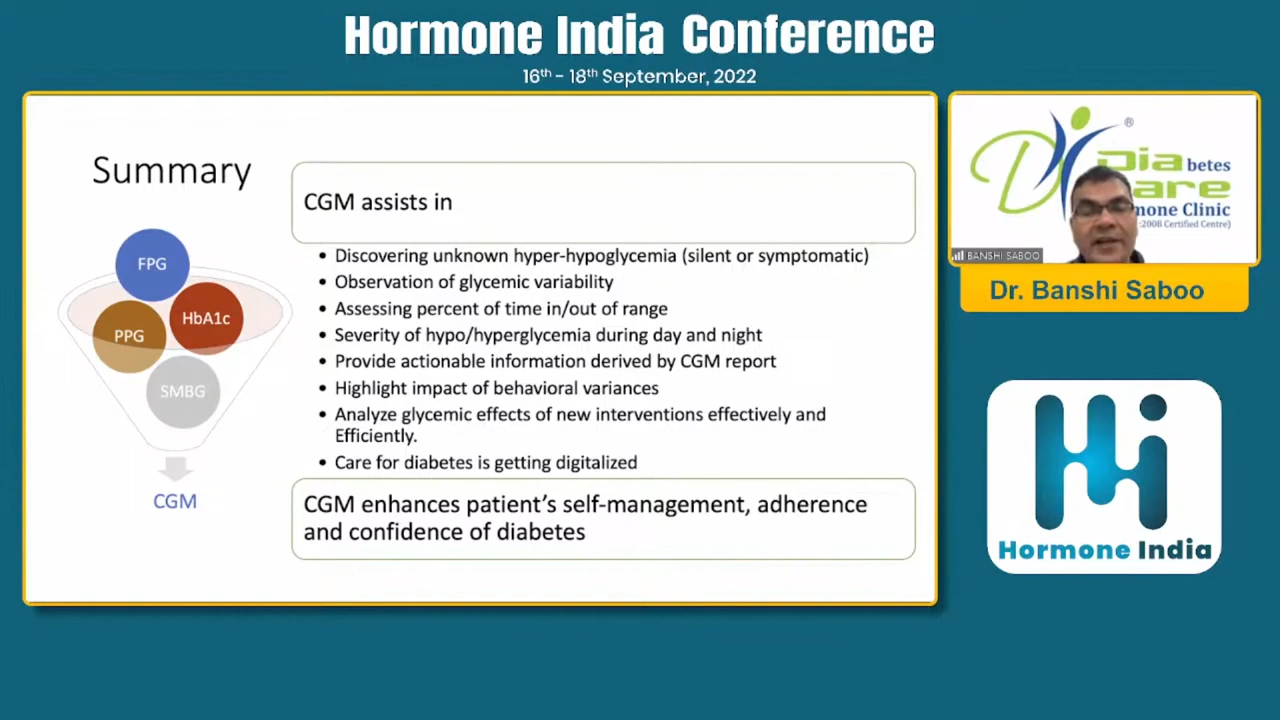 Hormone India Conference
16th - 18th September, 2022
Summary
FPG
HbA1c
PPG
SMBG
CGM
CGM assists in
• Discovering unknown hyper-hypoglycemia (silent or symptomatic)
• Observation of glycemic variability
• Assessing percent of time in/out of range
• Severity of hypo/hyperglycemia during day and night
• Provide actionable information derived by CGM report
• Highlight impact of behavioral variances
• Analyze glycemic effects of new interventions effectively and
Efficiently.
• Care for diabetes is getting digitalized
CGM enhances patient's self-management, adherence
and confidence of diabetes
®
Dia betes
are
mone Clinic
:2008 Certified Centre)
BANSHI SABOO
Dr. Banshi Saboo
Hi
Hormone India